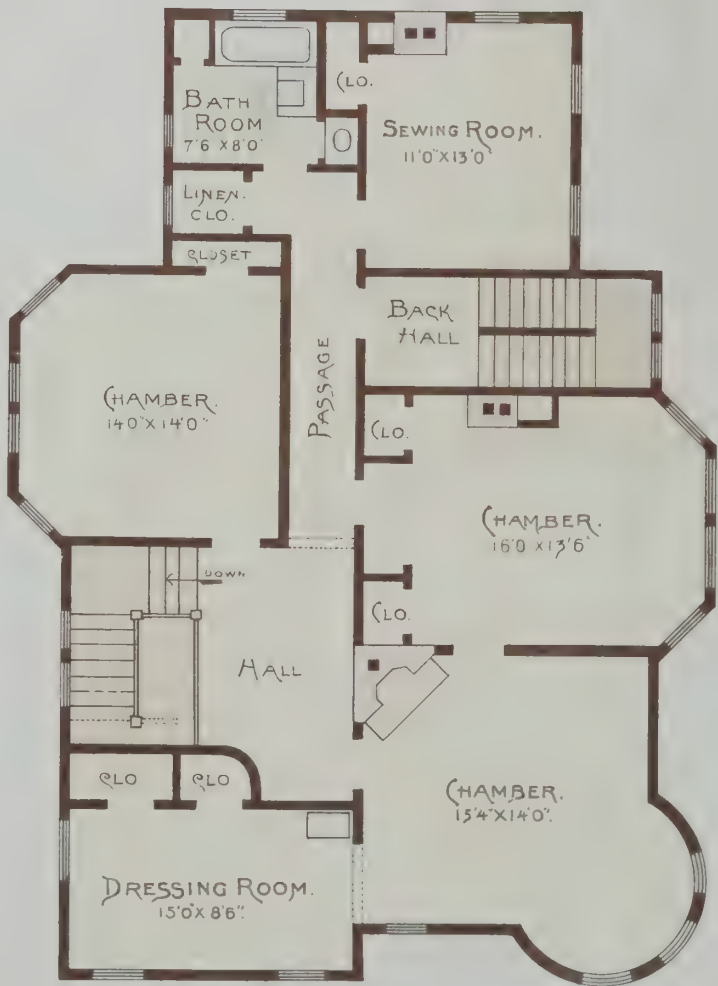 BATH
ROOM
7'6 X 8'0"
CLO.
SEWING ROOM.
11'0" X 13'0
LINEN.
CLO.
CLOSET
BACK
HALL
PASSAGE
CHAMBER.
14 0" X 14'0"
CLO.
CHAMBER.
16'0 X 13'6"
DOWN
CLO.
HALL
CLO
CLO
CHAMBER.
15'4" X 14'0".
DRESSING ROOM.
15'0" X 8'6".